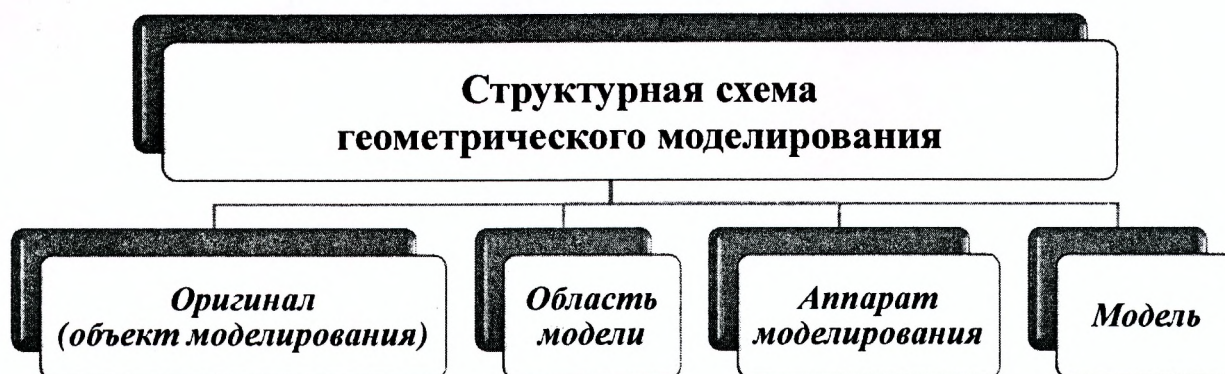 Структурная схема
геометрического моделирования
Оригинал
(объект моделирования)
Область
модели
Аппарат
моделирования
Модель